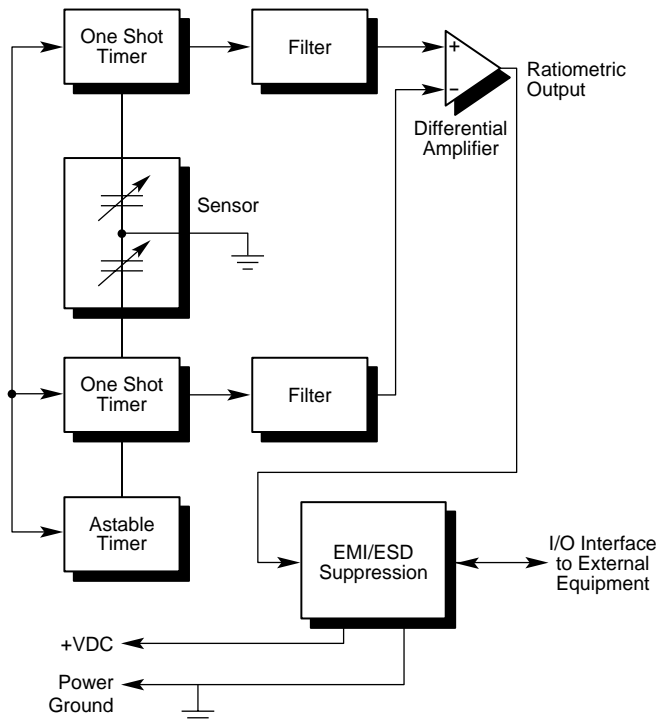 One Shot
Timer
Filter
+
−
Ratiometric
Output
Differential
Amplifier
Sensor
One Shot
Timer
Filter
Astable
Timer
EMI/ESD
Suppression
I/O Interface
to External
Equipment
+VDC
Power
Ground